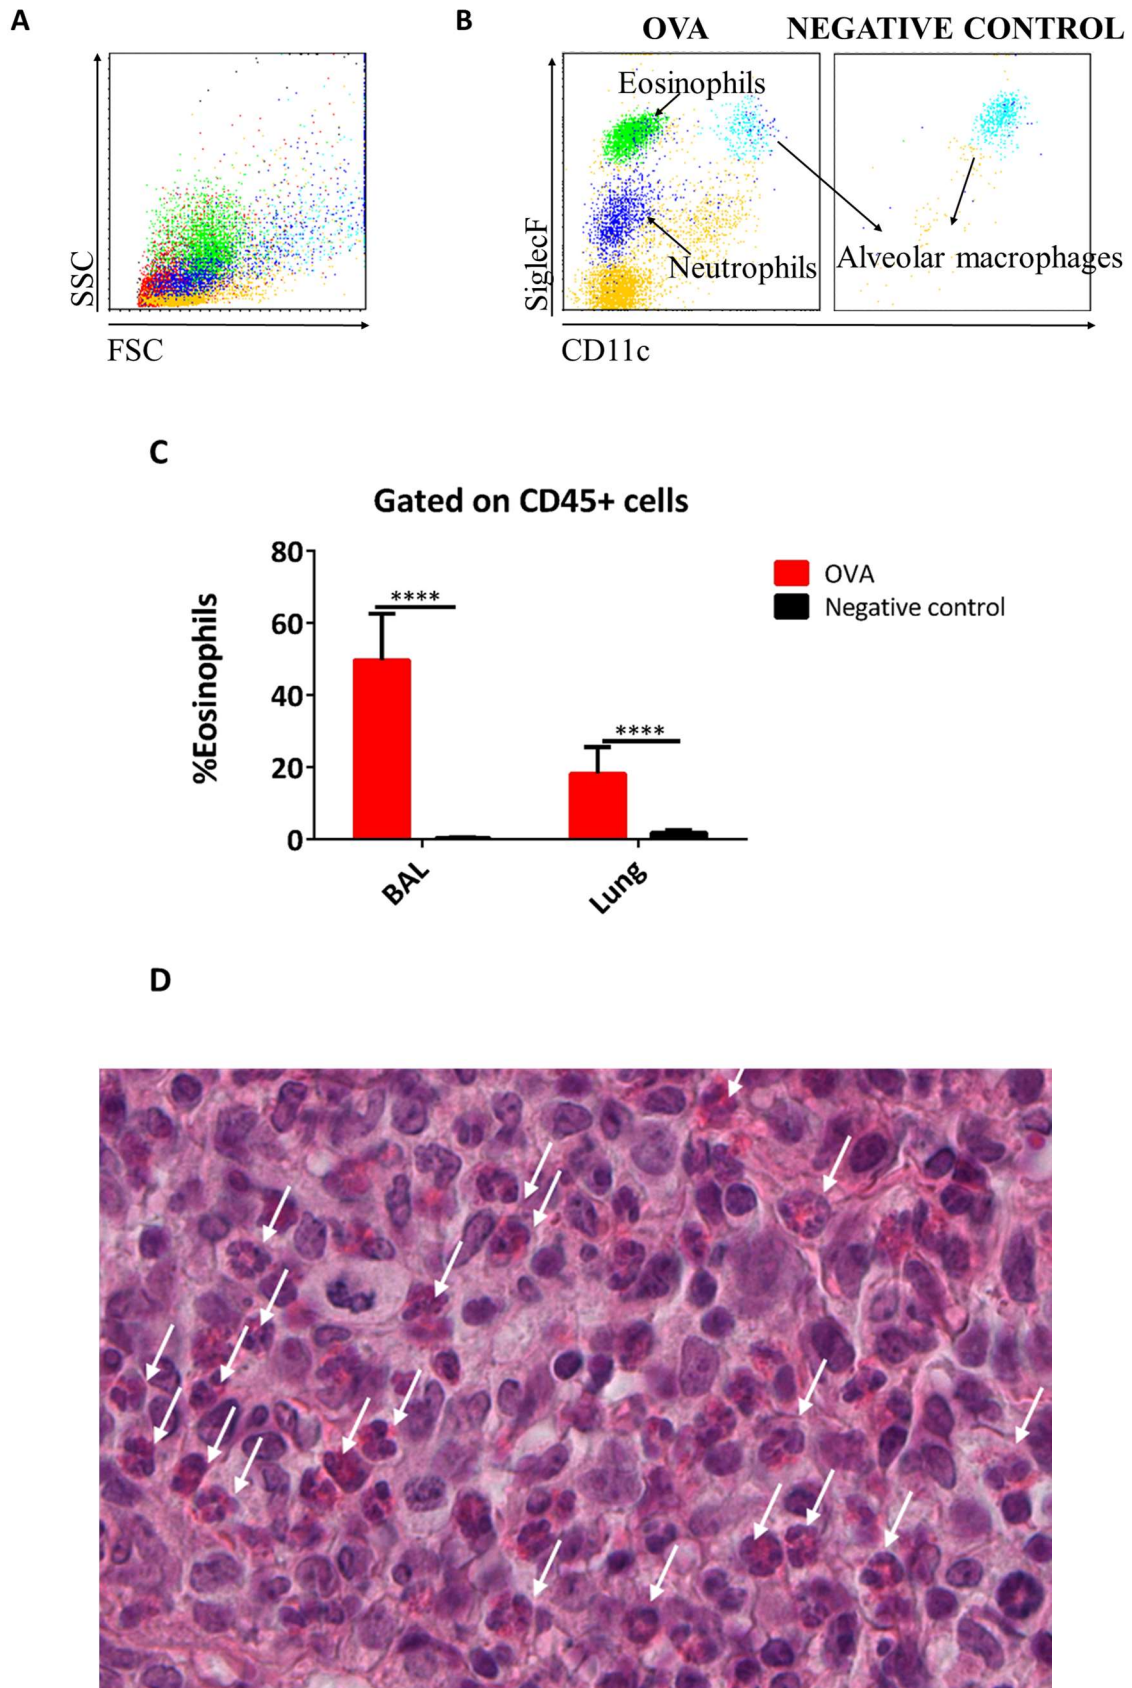 A
B
OVA
NEGATIVE CONTROL
Eosinophils
Neutrophils
Alveolar macrophages
SSC
FSC
SiglecF
CD11c
C
Gated on CD45+ cells
%Eosinophils
80
60
40
20
0
****
****
OVA
Negative control
BAL
Lung
D